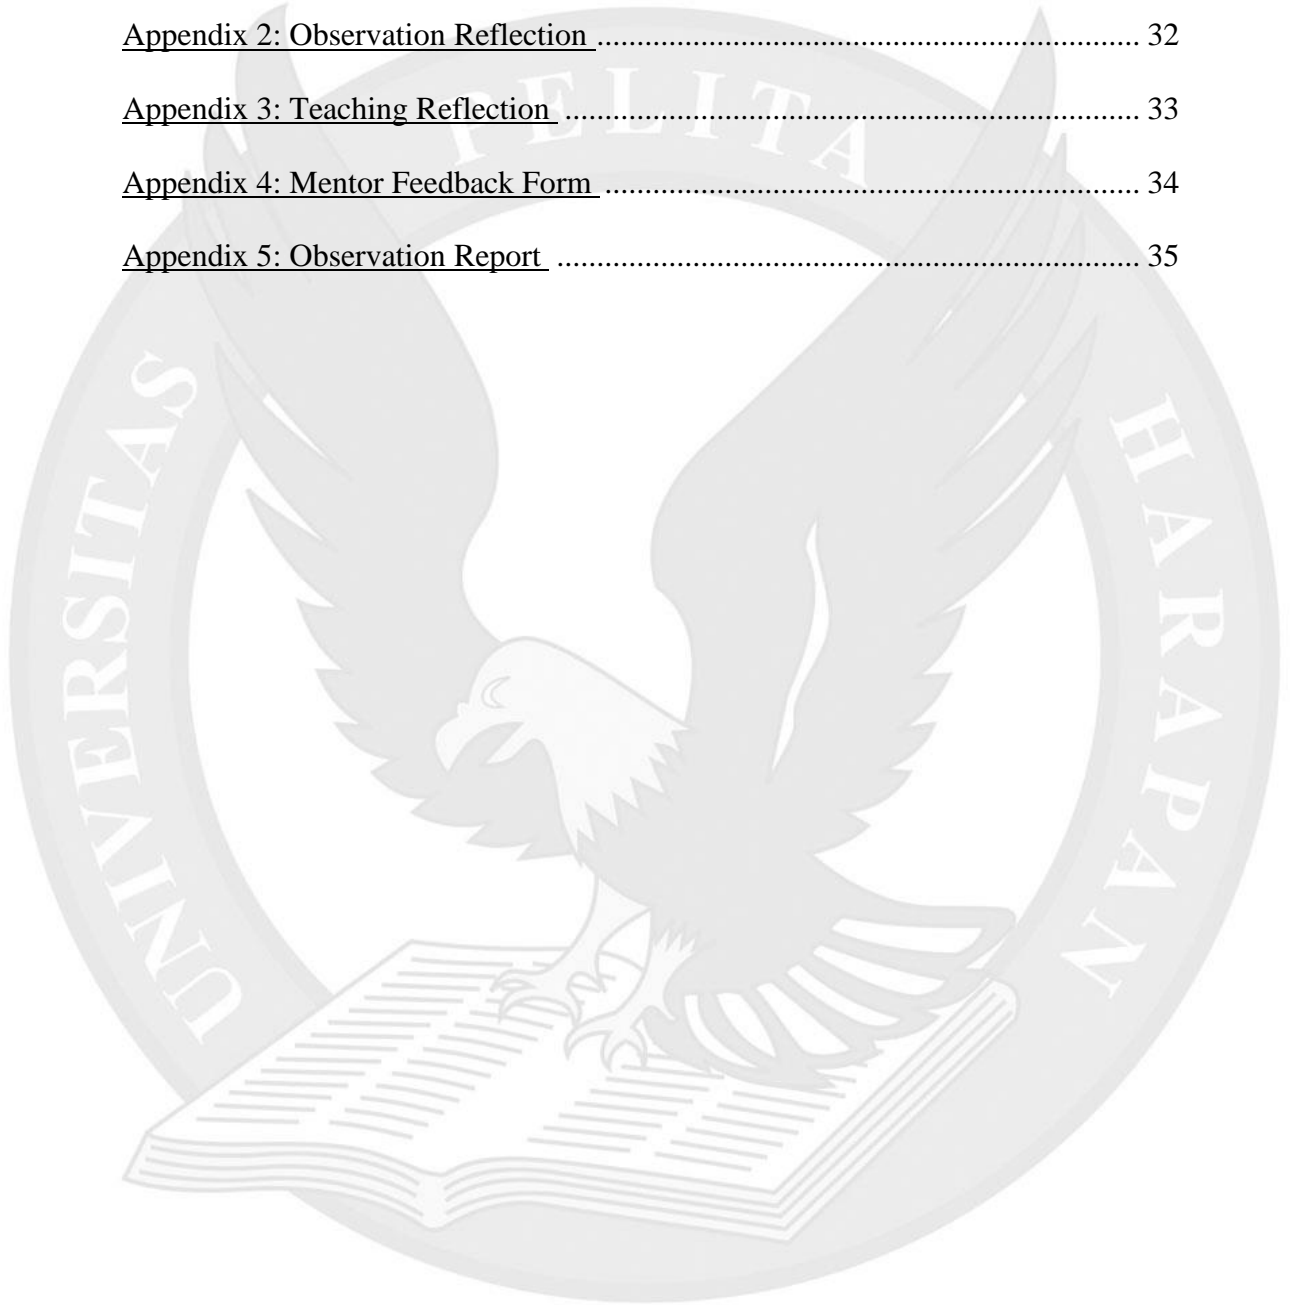 Appendix 2: Observation Reflection ..................................................................... 32
Appendix 3: Teaching Reflection ......................................................................... 33
Appendix 4: Mentor Feedback Form .................................................................... 34
Appendix 5: Observation Report .......................................................................... 35
UNIVERSITAS PELITA HARAPAN